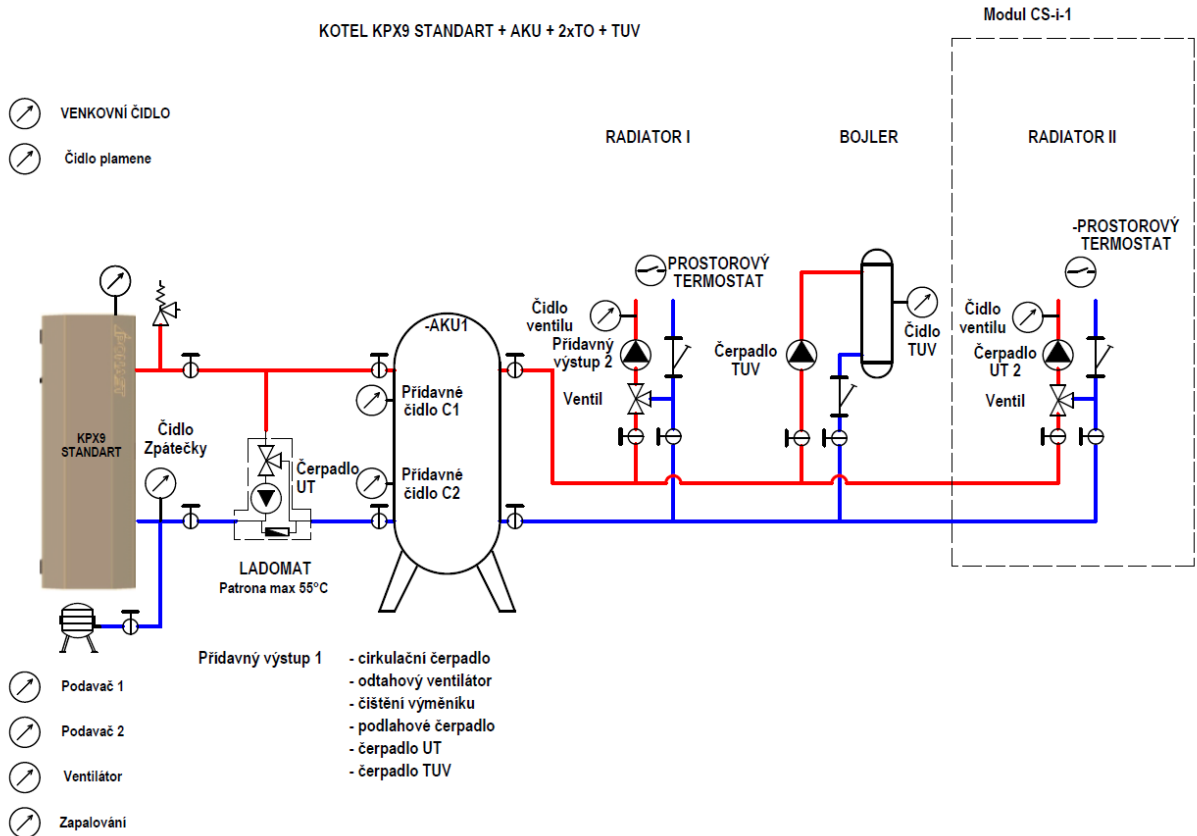 KOTEL KPX9 STANDART + AKU + 2xTO + TUV
Modul CS-i-1
VENKOVNÍ ČIDLO
Čidlo plamene
RADIATOR I
BOJLER
RADIATOR II
PROSTOROVÝ
TERMOSTAT
-PROSTOROVÝ
TERMOSTAT
Čidlo
ventilu
Přídavný
výstup 2
Ventil
Čerpadlo
TUV
Čidlo
TUV
Čidlo
ventilu
Čerpadlo
UT 2
Ventil
-AKU1
Přídavné
čidlo C1
Přídavné
čidlo C2
KPX9
STANDART
Čidlo
Zpátečky
Čerpadlo
UT
LADOMAT
Patrona max 55°C
Přídavný výstup 1
- cirkulační čerpadlo
- odtahový ventilátor
- čištění výměníku
- podlahové čerpadlo
- čerpadlo UT
- čerpadlo TUV
Podavač 1
Podavač 2
Ventilátor
Zapalování